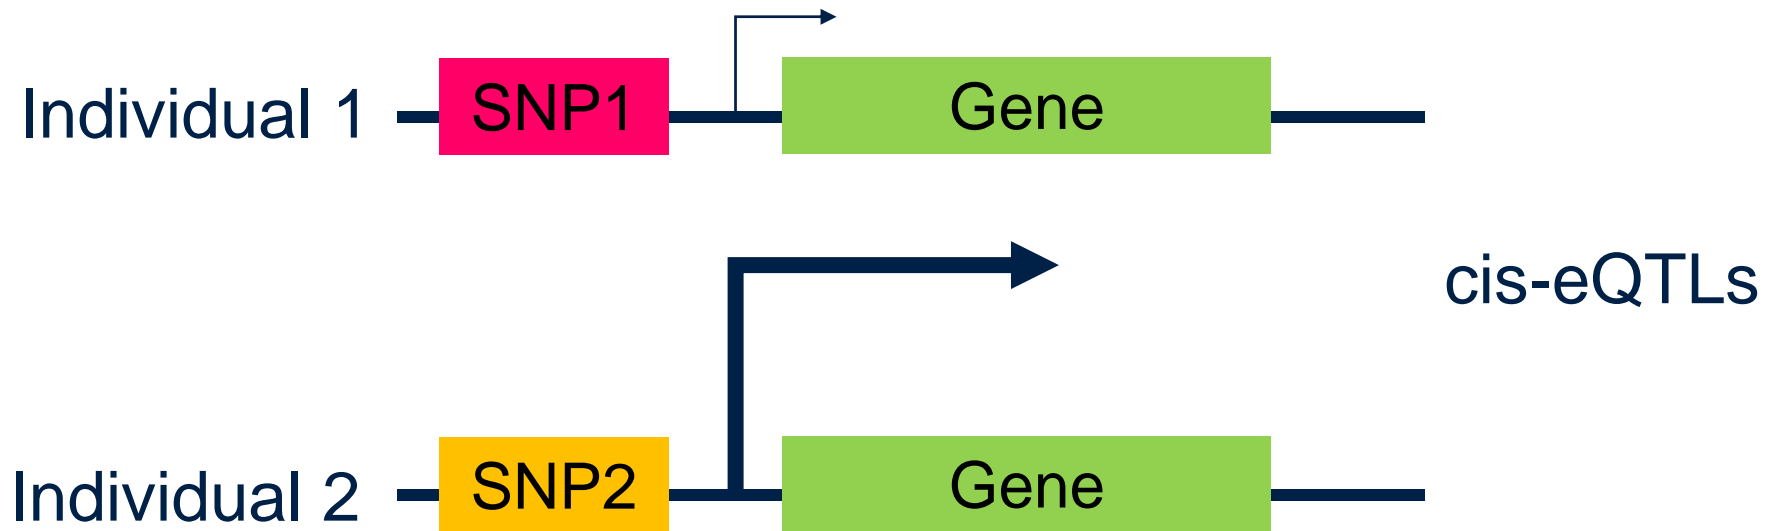 Individual 1
SNP1
Gene
cis-eQTLs
Individual 2
SNP2
Gene